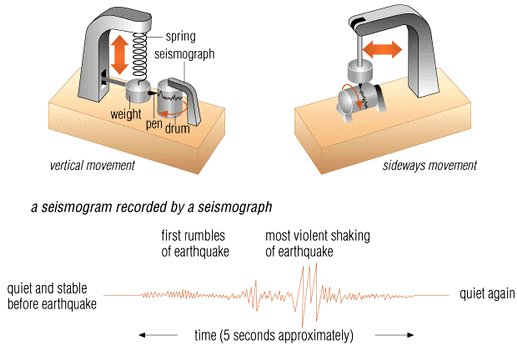 spring
seismograph
weight
pen
drum
vertical movement
sideways movement
a seismogram recorded by a seismograph
first rumbles
of earthquake
most violent shaking
of earthquake
quiet and stable
before earthquake
quiet again
time (5 seconds approximately)